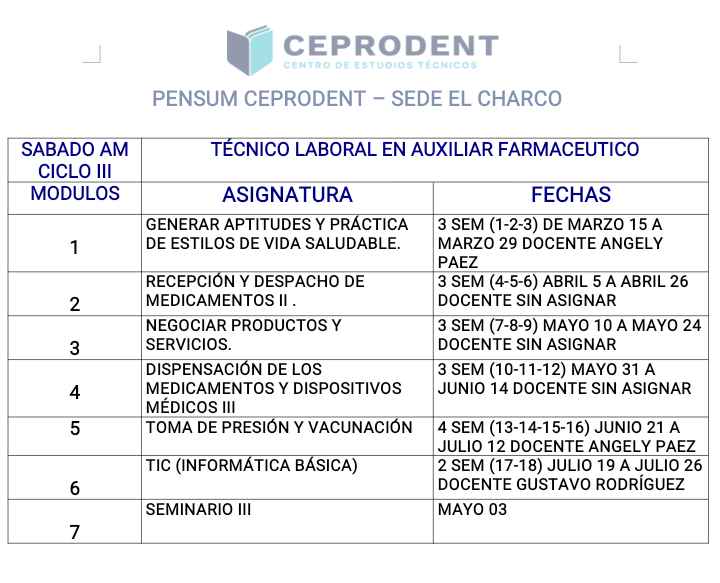 CEPRODENT
CENTRO DE ESTUDIOS TÉCNICOS
PENSUM CEPRODENT – SEDE EL CHARCO
SABADO AM
CICLO III
TÉCNICO LABORAL EN AUXILIAR FARMACEUTICO
MODULOS
ASIGNATURA
FECHAS
1
GENERAR APTITUDES Y PRÁCTICA
DE ESTILOS DE VIDA SALUDABLE.
3 SEM (1-2-3) DE MARZO 15 A
MARZO 29 DOCENTE ANGELY
PAEZ
2
RECEPCIÓN Y DESPACHO DE
MEDICAMENTOS II .
3 SEM (4-5-6) ABRIL 5 A ABRIL 26
DOCENTE SIN ASIGNAR
3
NEGOCIAR PRODUCTOS Y
SERVICIOS.
3 SEM (7-8-9) MAYO 10 A MAYO 24
DOCENTE SIN ASIGNAR
4
DISPENSACIÓN DE LOS
MEDICAMENTOS Y DISPOSITIVOS
MÉDICOS III
3 SEM (10-11-12) MAYO 31 A
JUNIO 14 DOCENTE SIN ASIGNAR
5
TOMA DE PRESIÓN Y VACUNACIÓN
4 SEM (13-14-15-16) JUNIO 21 A
JULIO 12 DOCENTE ANGELY PAEZ
6
TIC (INFORMÁTICA BÁSICA)
2 SEM (17-18) JULIO 19 A JULIO 26
DOCENTE GUSTAVO RODRÍGUEZ
7
SEMINARIO III
MAYO 03